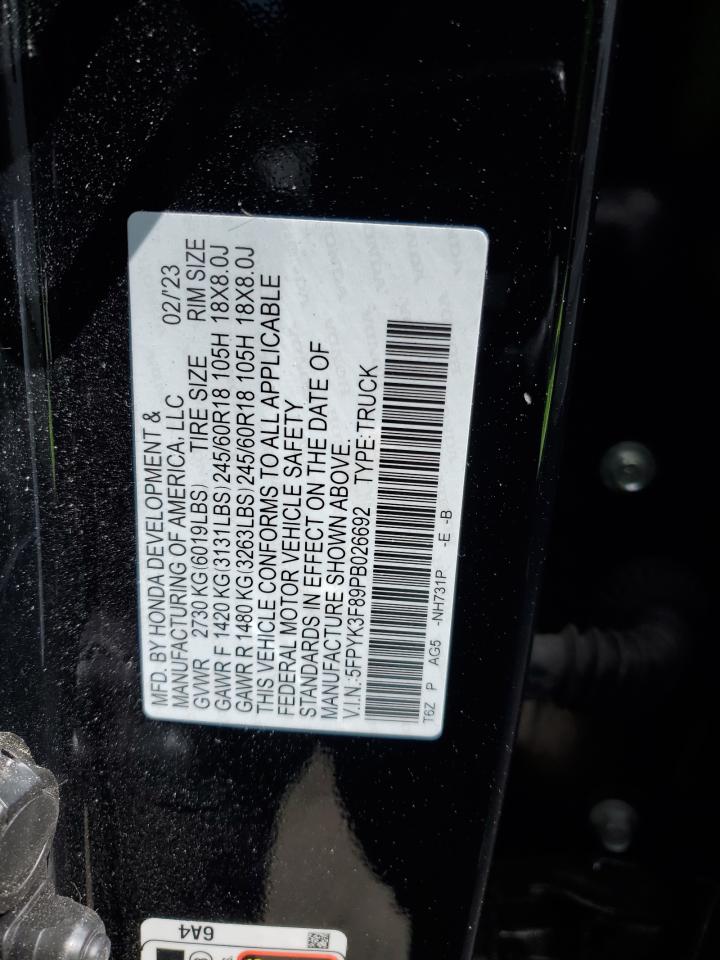 MFD. BY HONDA DEVELOPMENT &
MANUFACTURING OF AMERICA, LLC 02/'23
GVWR 2730 KG(6019LBS) TIRE SIZE RIM SIZE
GAWR F 1420 KG(3131LBS) 245/60R18 105H 18X8.0J
GAWR R 1480 KG(3263LBS) 245/60R18 105H 18X8.0J
THIS VEHICLE CONFORMS TO ALL APPLICABLE
FEDERAL MOTOR VEHICLE SAFETY
STANDARDS IN EFFECT ON THE DATE OF
MANUFACTURE SHOWN ABOVE.
V.I.N.:5FPYK3F89PB026692 TYPE:TRUCK
T6Z P AG5 -NH731P -E -B
6A4